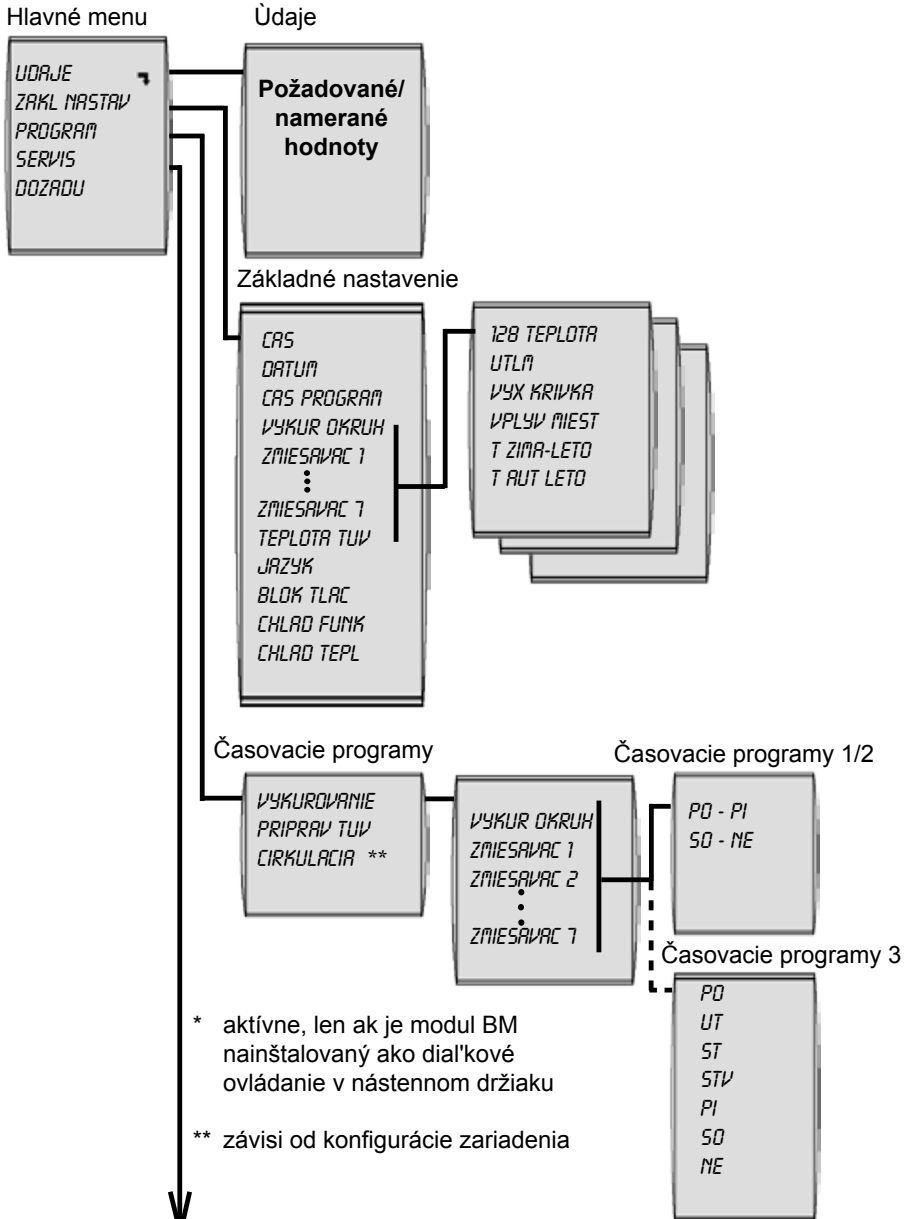 Hlavné menu
Ùdaje
UDAJE
ZAKL NASTAV
PROGRAM
SERVIS
DOZADU
Požadované/
namerané
hodnoty
Základné nastavenie
CAS
DATUM
CAS PROGRAM
VYKUR OKRUH
ZMIESAVAC 1
ZMIESAVAC 7
TEPLOTA TUV
JAZYK
BLOK TLAC
CHLAD FUNK
CHLAD TEPL
128 TEPLOTA
UTLM
VYX KRIVKA
VPLYV MIEST
T ZIMA-LETO
T AUT LETO
Časovacie programy
VYKUROVANIE
PRIPRAV TUV
CIRKULACIA **
VYKUR OKRUH
ZMIESAVAC 1
ZMIESAVAC 2
ZMIESAVAC 7
Časovacie programy 1/2
PO - PI
SO - NE
Časovacie programy 3
PO
UT
ST
STV
PI
SO
NE
* aktívne, len ak je modul BM
nainštalovaný ako dial'kové
ovládanie v nástennom držiaku
** závisi od konfigurácie zariadenia